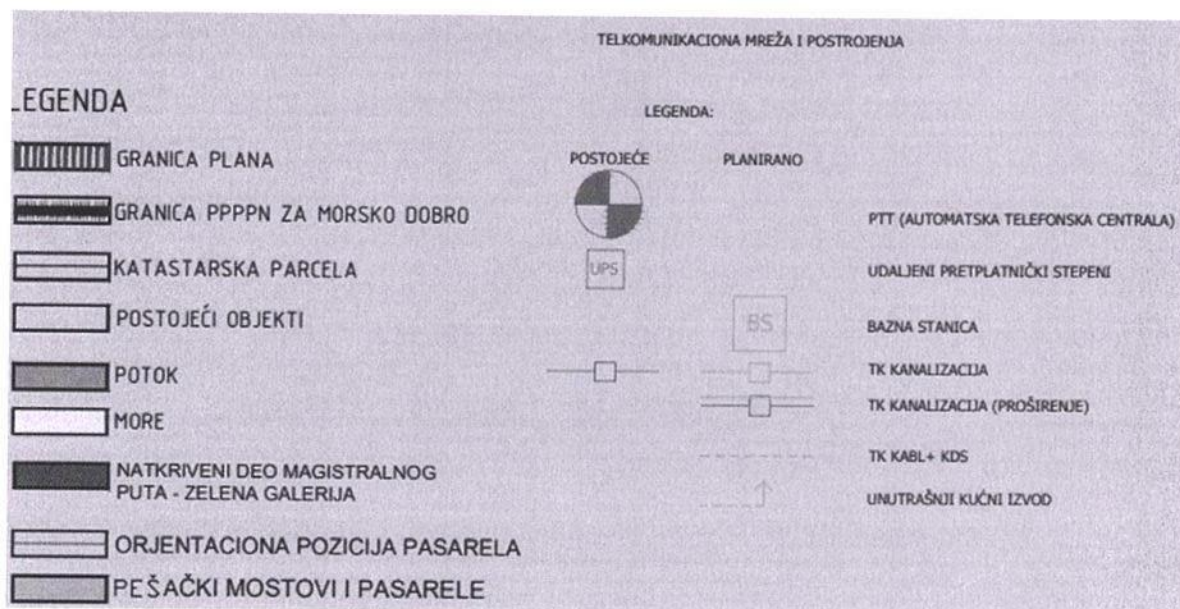 TELKOMUNIKACIONA MREŽA I POSTROJENJA
LEGENDA
GRANICA PLANA
GRANICA PPPPN ZA MORSKO DOBRO
KATASTARSKA PARCELA
POSTOJEĆI OBJEKTI
POTOK
MORE
NATKRIVENI DEO MAGISTRALNOG
PUTA - ZELENA GALERIJA
ORJENTACIONA POZICIJA PASARELA
PEŠAČKI MOSTOVI I PASARELE
LEGENDA:
POSTOJEĆE PLANIRANO
PTT (AUTOMATSKA TELEFONSKA CENTRALA)
UPS UDALJENI PRETPLATNIČKI STEPENI
BS BAZNA STANICA
TK KANALIZACIJA
TK KANALIZACIJA (PROŠIRENJE)
TK KABL+ KDS
UNUTRAŠNJI KUĆNI IZVOD